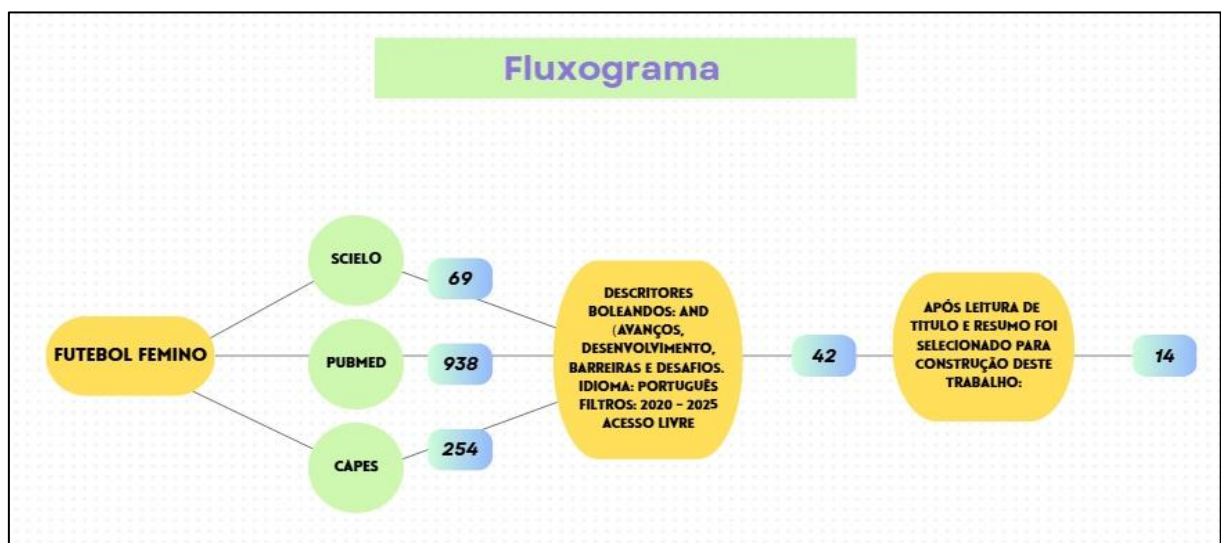 Fluxograma
FUTEBOL FEMINO
SCIELO
69
PUBMED
938
CAPES
254
DESCRITORES
BOLEANDOS: AND
(AVANÇOS,
DESENVOLVIMENTO,
BARREIRAS E DESAFIOS.
IDIOMA: PORTUGUÊS
FILTROS: 2020 - 2025
ACESSO LIVRE
42
APÓS LEITURA DE
TITULO E RESUMO FOI
SELECIONADO PARA
CONSTRUÇÃO DESTE
TRABALHO:
14